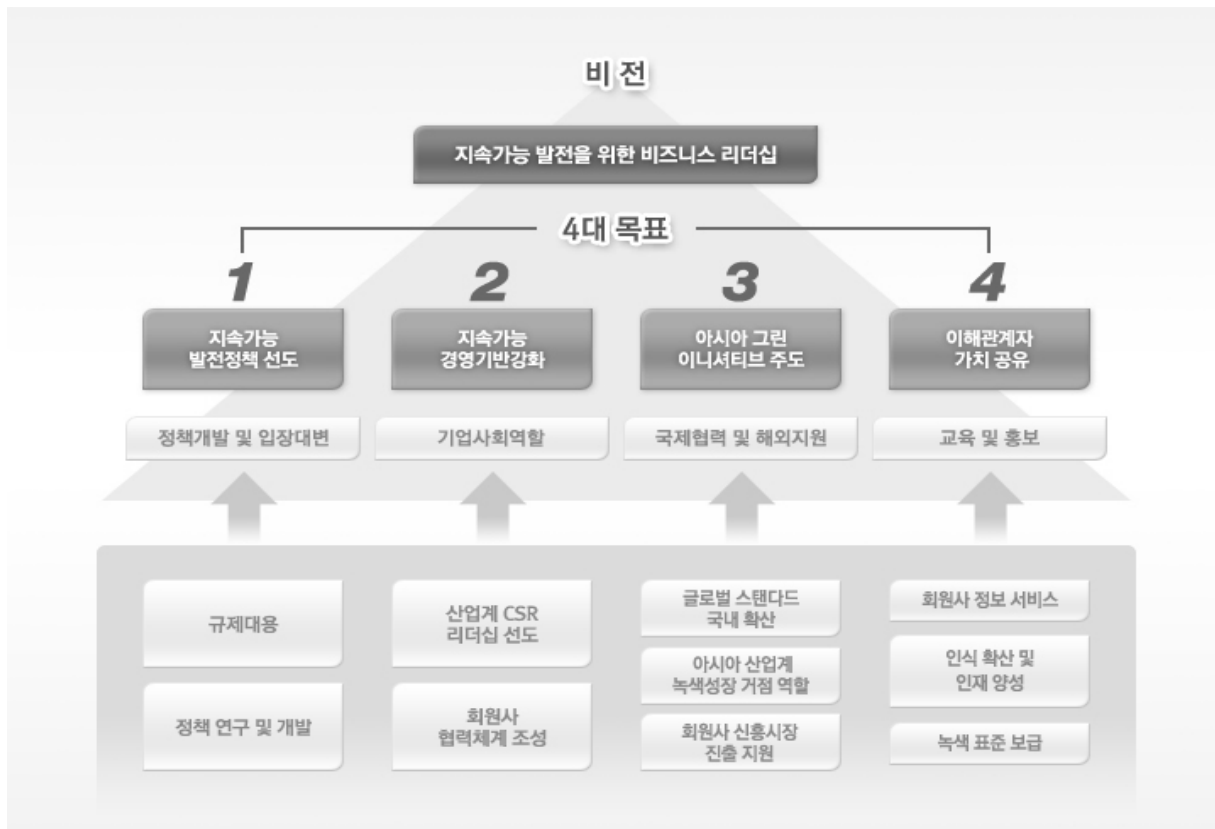 비 전
지속가능 발전을 위한 비즈니스 리더십
4대 목표
1
지속가능
발전정책 선도
정책개발 및 입장대변
2
지속가능
경영기반강화
기업사회역할
3
아시아 그린
이니셔티브 주도
국제협력 및 해외지원
4
이해관계자
가치 공유
교육 및 홍보
규제대용
정책 연구 및 개발
산업계 CSR
리더십 선도
회원사
협력체계 조성
글로벌 스탠다드
국내 확산
아시아 산업계
녹색성장 거점 역할
회원사 신흥시장
진출 지원
회원사 정보 서비스
인식 확산 및
인재 양성
녹색 표준 보급